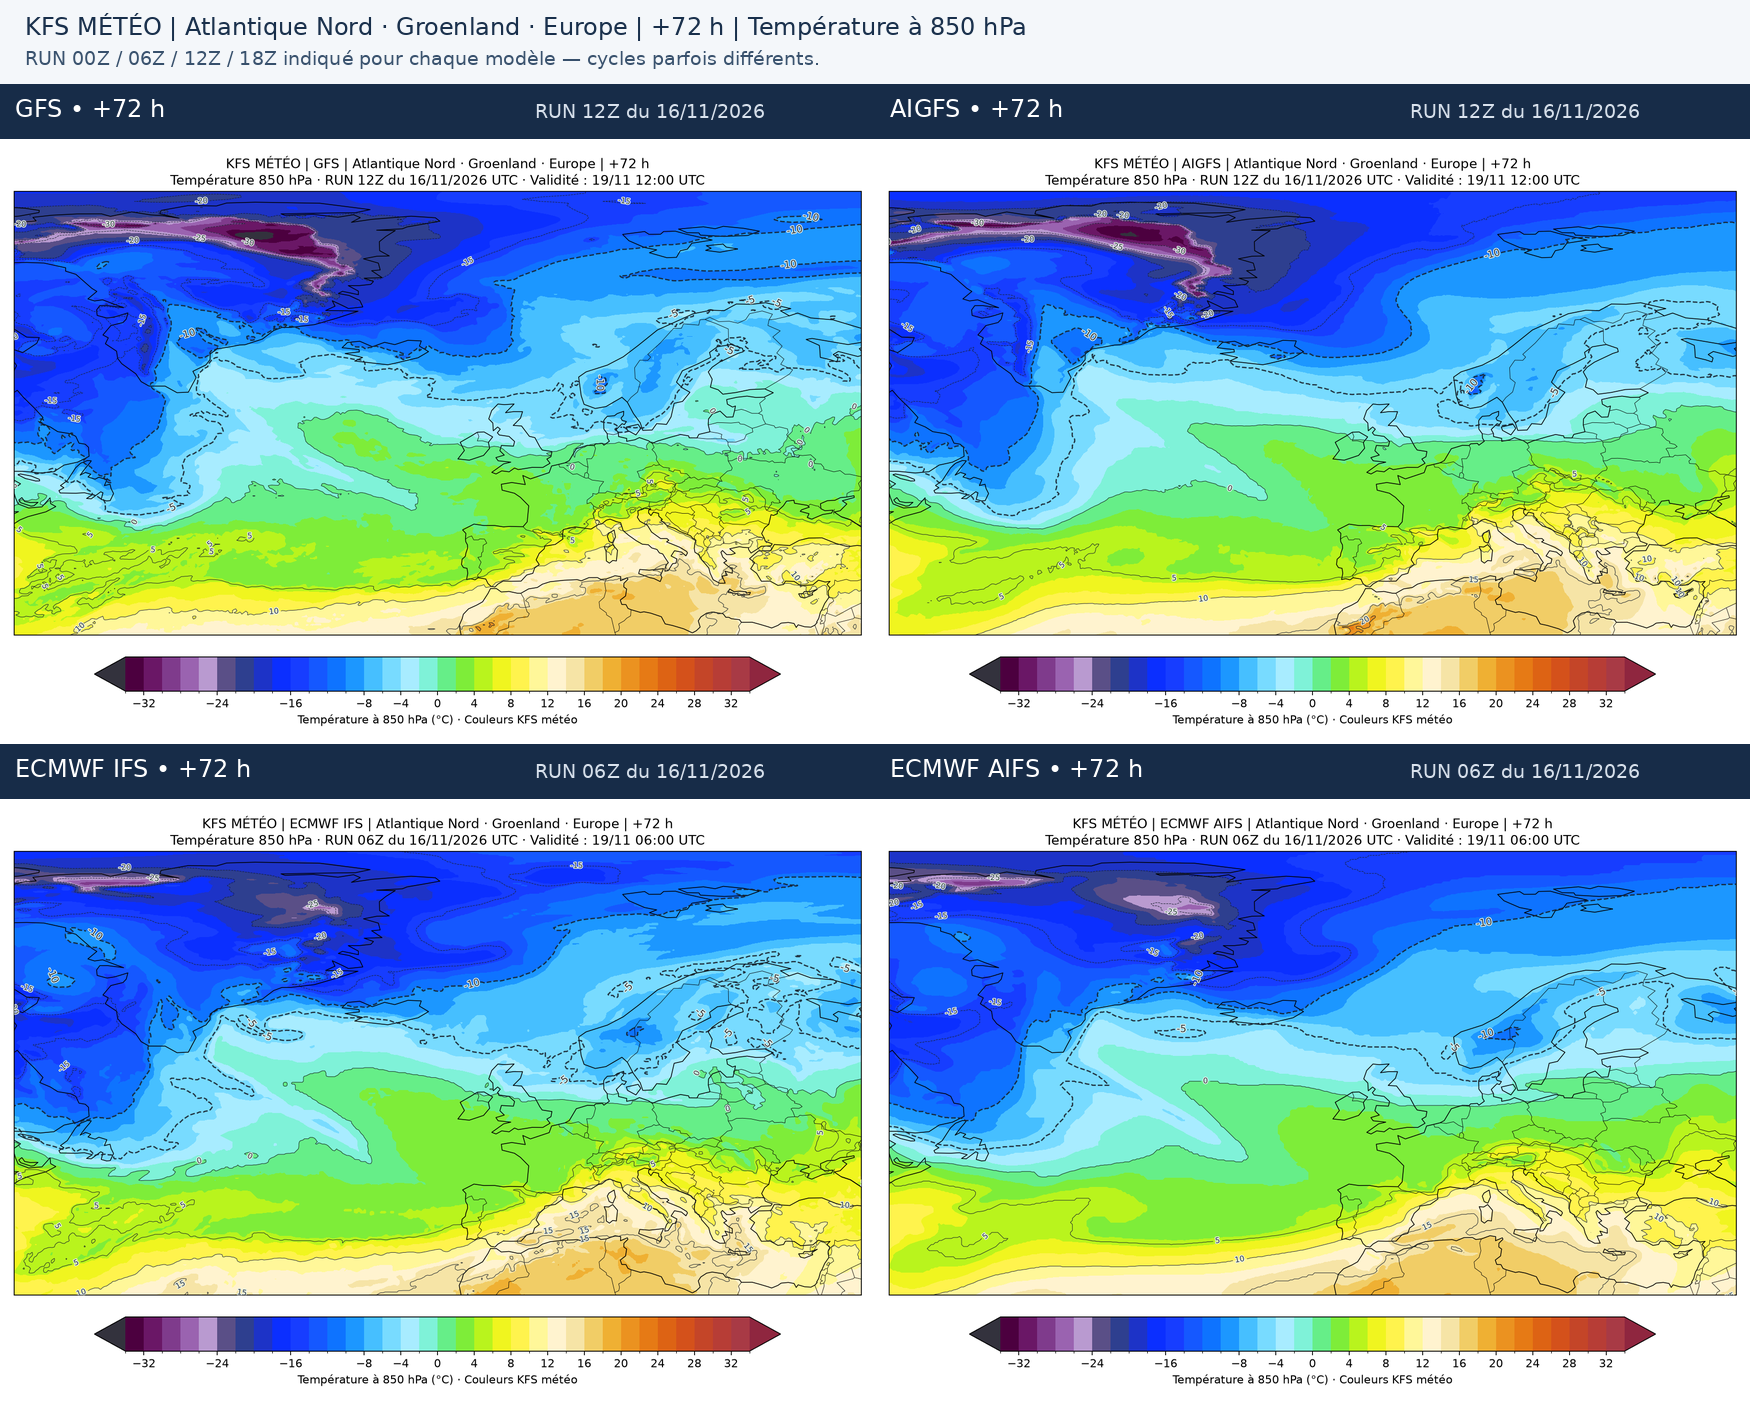 KFS MÉTÉO | Atlantique Nord · Groenland · Europe | +72 h | Température à 850 hPa
RUN 00Z / 06Z / 12Z / 18Z indiqué pour chaque modèle — cycles parfois différents.
GFS • +72 h
RUN 12Z du 16/11/2026
AIGFS • +72 h
RUN 12Z du 16/11/2026
KFS MÉTÉO | GFS | Atlantique Nord · Groenland · Europe | +72 h
Température 850 hPa · RUN 12Z du 16/11/2026 UTC · Validité : 19/11 12:00 UTC
KFS MÉTÉO | AIGFS | Atlantique Nord · Groenland · Europe | +72 h
Température 850 hPa · RUN 12Z du 16/11/2026 UTC · Validité : 19/11 12:00 UTC
−32 −24 −16 −8 −4 0 4 8 12 16 20 24 28 32
Température à 850 hPa (°C) · Couleurs KFS météo
−32 −24 −16 −8 −4 0 4 8 12 16 20 24 28 32
Température à 850 hPa (°C) · Couleurs KFS météo
ECMWF IFS • +72 h
RUN 06Z du 16/11/2026
ECMWF AIFS • +72 h
RUN 06Z du 16/11/2026
KFS MÉTÉO | ECMWF IFS | Atlantique Nord · Groenland · Europe | +72 h
Température 850 hPa · RUN 06Z du 16/11/2026 UTC · Validité : 19/11 06:00 UTC
KFS MÉTÉO | ECMWF AIFS | Atlantique Nord · Groenland · Europe | +72 h
Température 850 hPa · RUN 06Z du 16/11/2026 UTC · Validité : 19/11 06:00 UTC
−32 −24 −16 −8 −4 0 4 8 12 16 20 24 28 32
Température à 850 hPa (°C) · Couleurs KFS météo
−32 −24 −16 −8 −4 0 4 8 12 16 20 24 28 32
Température à 850 hPa (°C) · Couleurs KFS météo